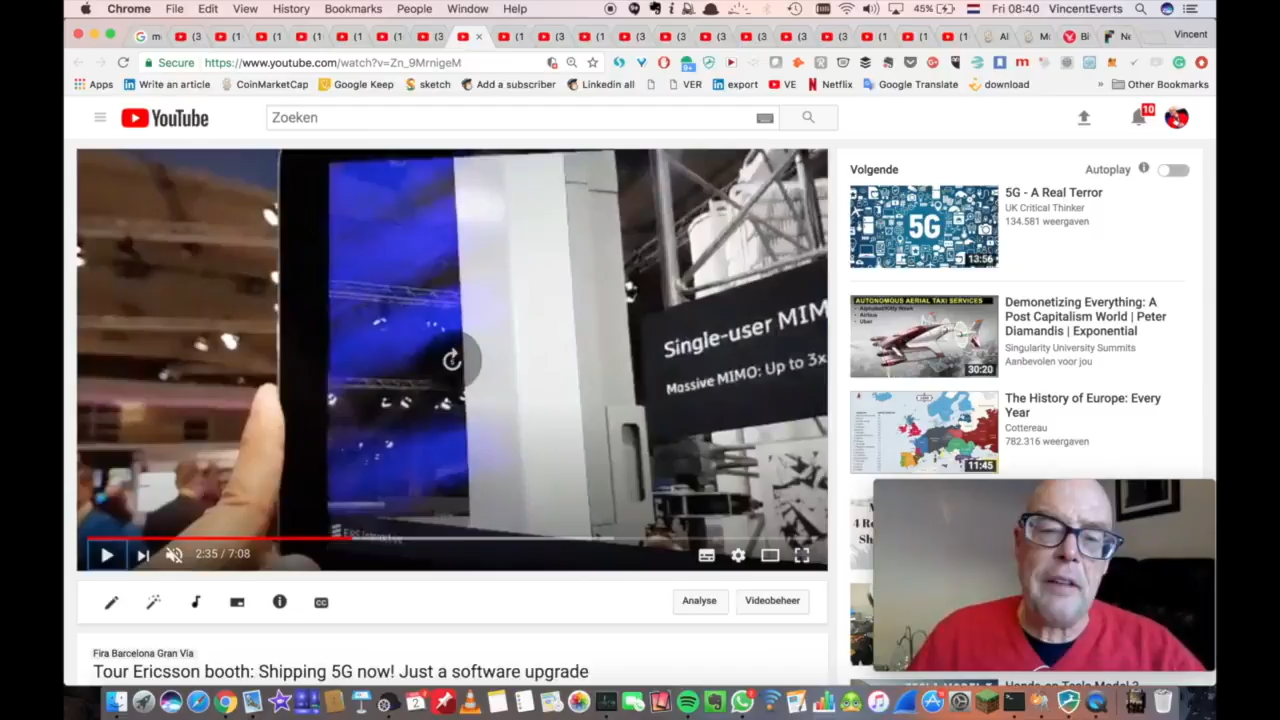 Chrome File Edit View History Bookmarks People Window Help 45% Fri 08:40 VincentEverts
Vincent
Secure https://www.youtube.com/watch?v=Zn_9MrnigeM
Apps Write an article CoinMarketCap Google Keep sketch Add a subscriber Linkedin all VER export VE Netflix Google Translate download » Other Bookmarks
YouTube
Zoeken
10
Single-user MIM
Massive MIMO: Up to 3x
2:35 / 7:08
Analyse Videobeheer
Fira Barcelona Gran Vía
Tour Ericsson booth: Shipping 5G now! Just a software upgrade
Volgende Autoplay
5G
13:56
5G - A Real Terror
UK Critical Thinker
134.581 weergaven
AUTONOMOUS AERIAL TAXI SERVICES
30:20
Demonetizing Everything: A
Post Capitalism World | Peter
Diamandis | Exponential
Singularity University Summits
Aanbevolen voor jou
11:45
The History of Europe: Every
Year
Cottereau
782.316 weergaven